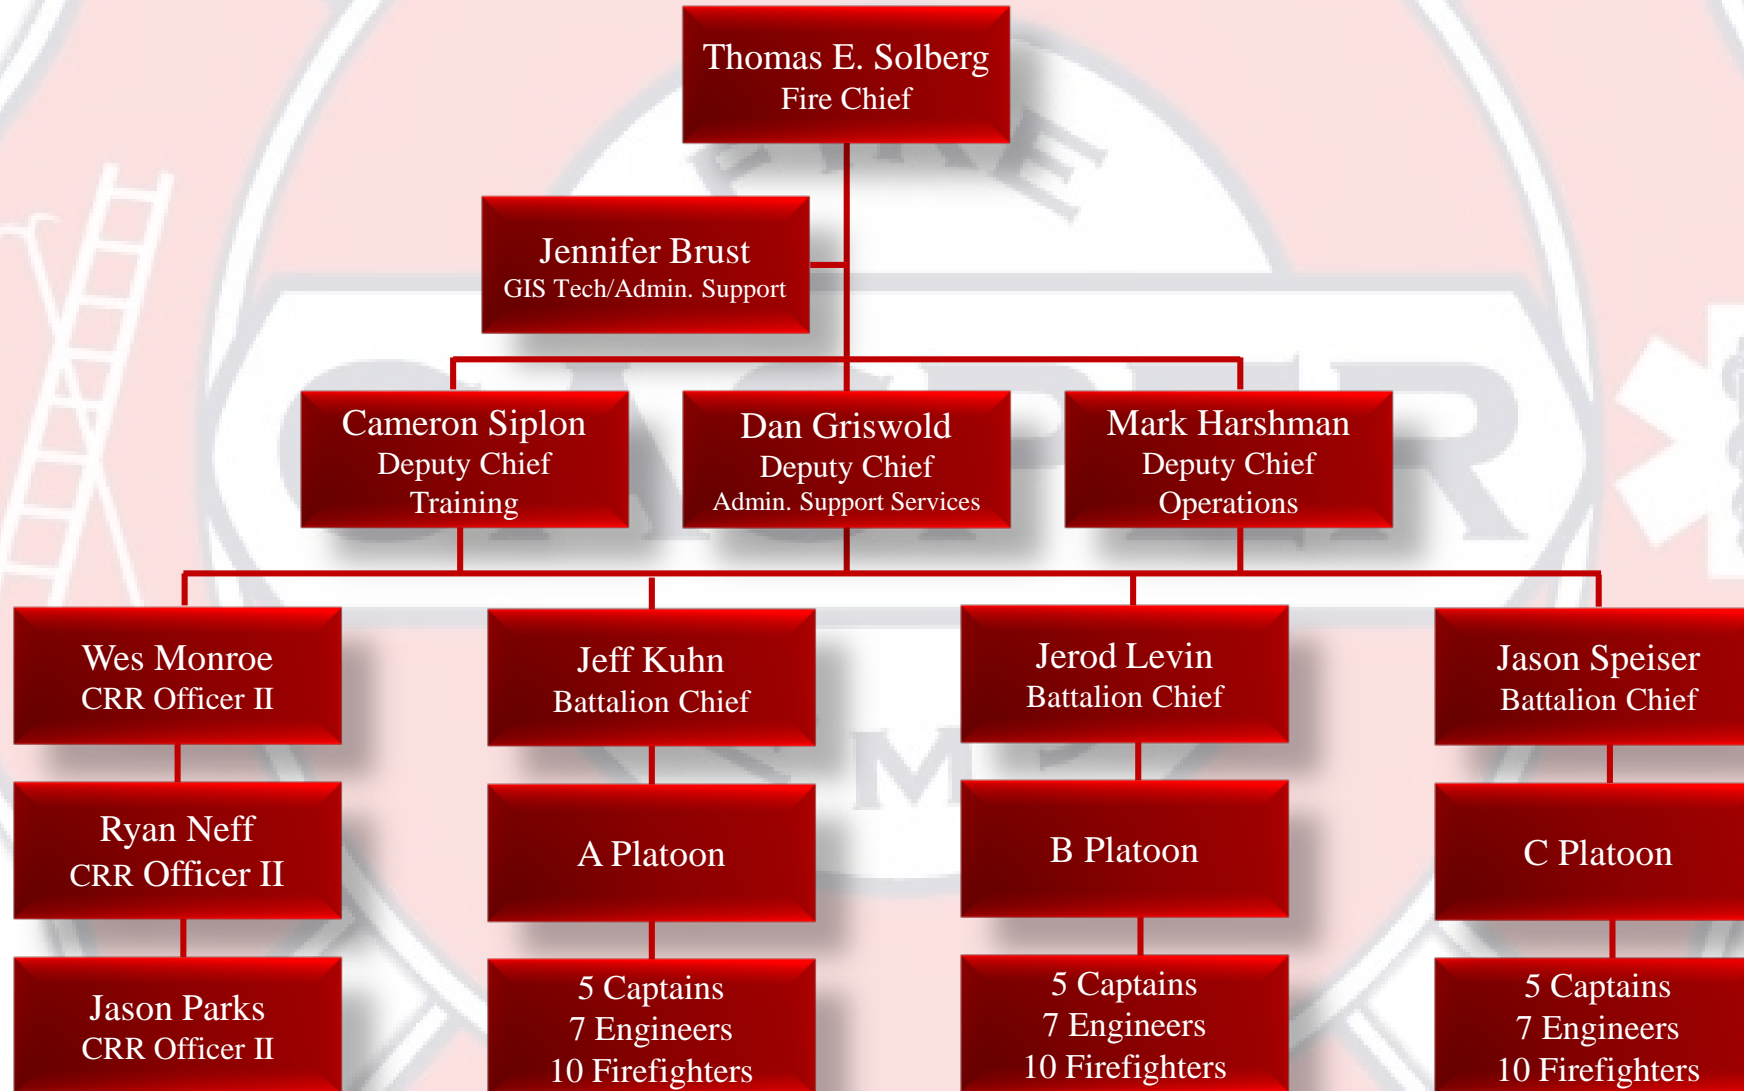 Thomas E. Solberg
Fire Chief
Jennifer Brust
GIS Tech/Admin. Support
Cameron Siplon
Deputy Chief
Training
Dan Griswold
Deputy Chief
Admin. Support Services
Mark Harshman
Deputy Chief
Operations
Wes Monroe
CRR Officer II
Jeff Kuhn
Battalion Chief
Jerod Levin
Battalion Chief
Jason Speiser
Battalion Chief
Ryan Neff
CRR Officer II
A Platoon
B Platoon
C Platoon
Jason Parks
CRR Officer II
5 Captains
7 Engineers
10 Firefighters
5 Captains
7 Engineers
10 Firefighters
5 Captains
7 Engineers
10 Firefighters
FIRE
CASPER
EMS